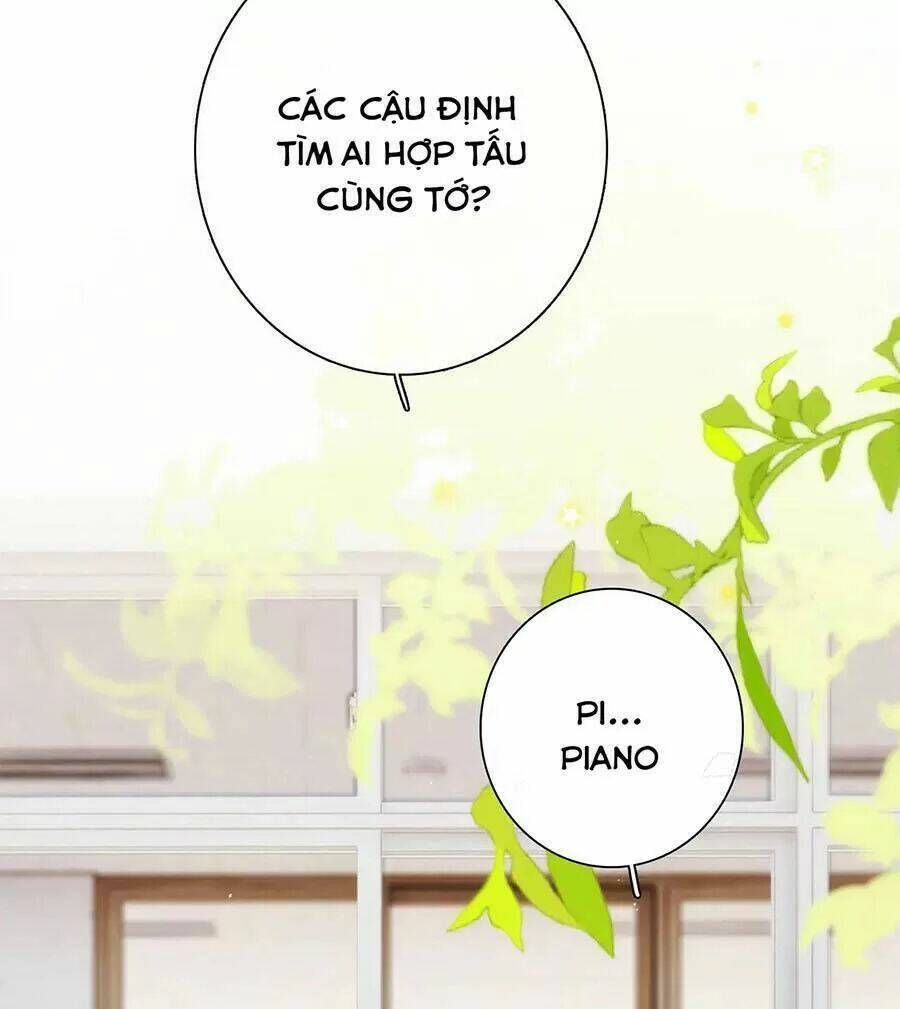 CÁC CẬU ĐỊNH
TÌM AI HỢP TẤU
CÙNG TỚ?
PI...
PIANO